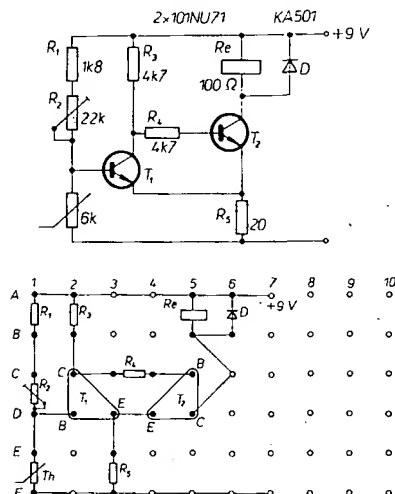 2×101NU71 KA501
+9 V
R₁
1k8
R₃
4k7
Re
100 Ω
D
R₂
22k
R₄
4k7
T₂
T₁
6k
R₅
20
1 2 3 4 5 6 7 8 9 10
A
R₁ R₃ Re D +9 V
B
C C R₄ B
R₂ T₁ E T₂
D B E C
E
Th R₅
F